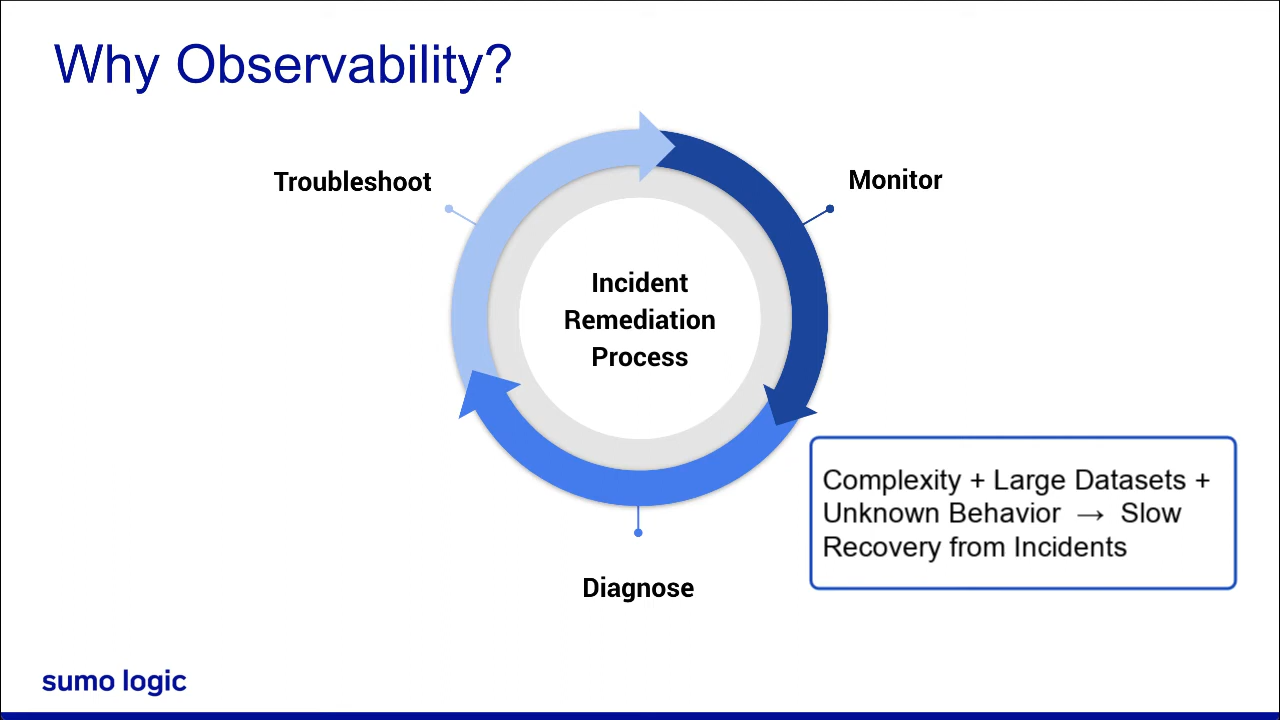 Why Observability?
Troubleshoot
Monitor
Incident
Remediation
Process
Complexity + Large Datasets +
Unknown Behavior → Slow
Recovery from Incidents
Diagnose
sumo logic